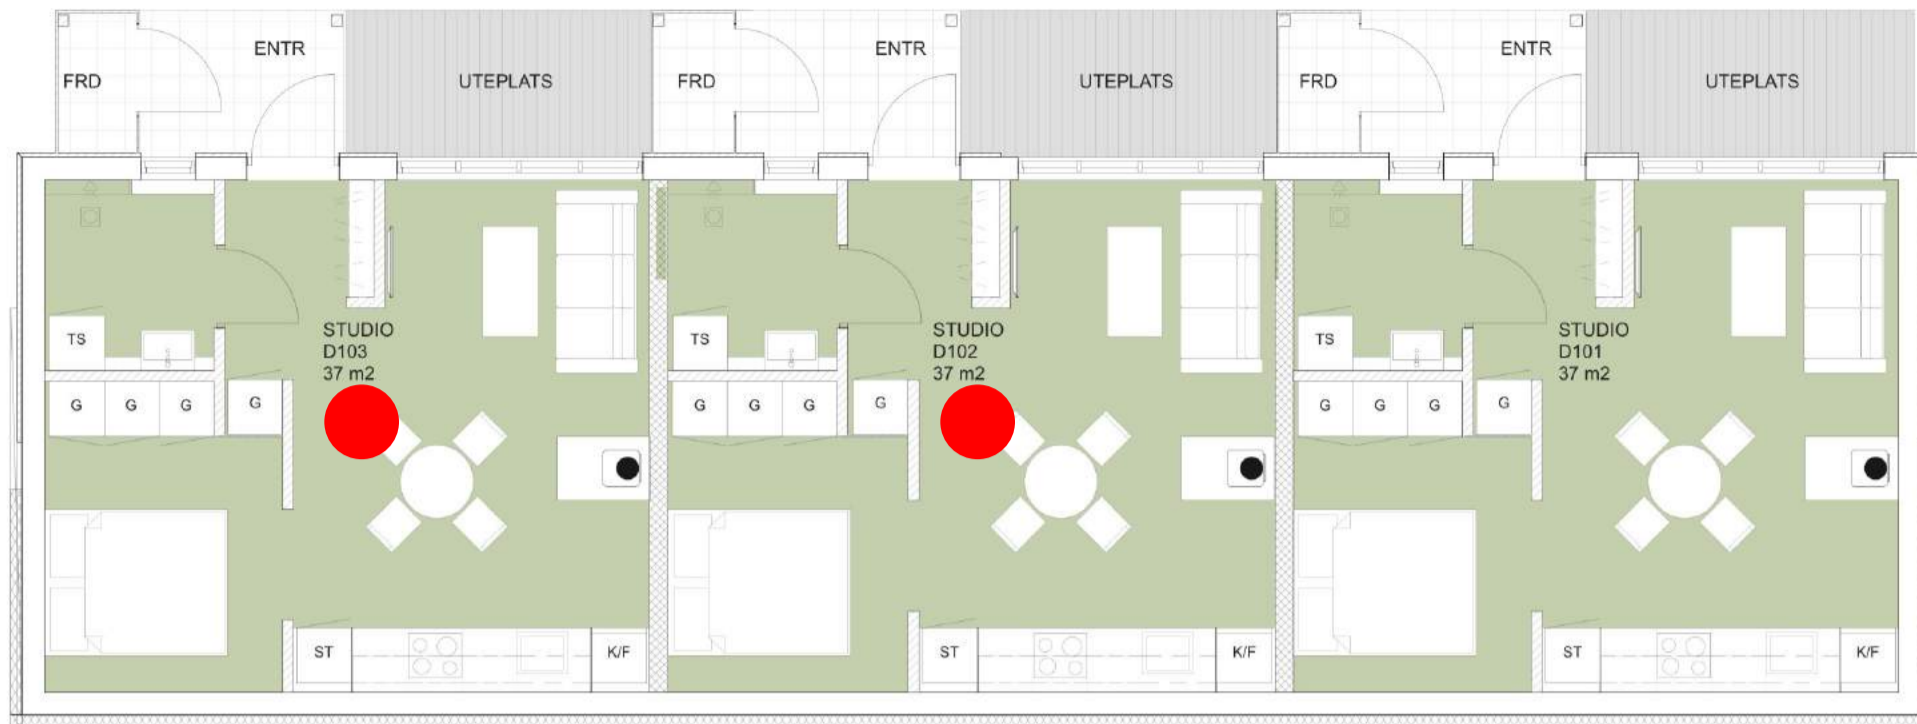 ENTR
ENTR
ENTR
FRD
UTEPLATS
FRD
UTEPLATS
FRD
UTEPLATS
STUDIO
D103
37 m2
STUDIO
D102
37 m2
STUDIO
D101
37 m2
TS
TS
TS
G G G G
G G G G
G G G G
ST K/F
ST K/F
ST K/F